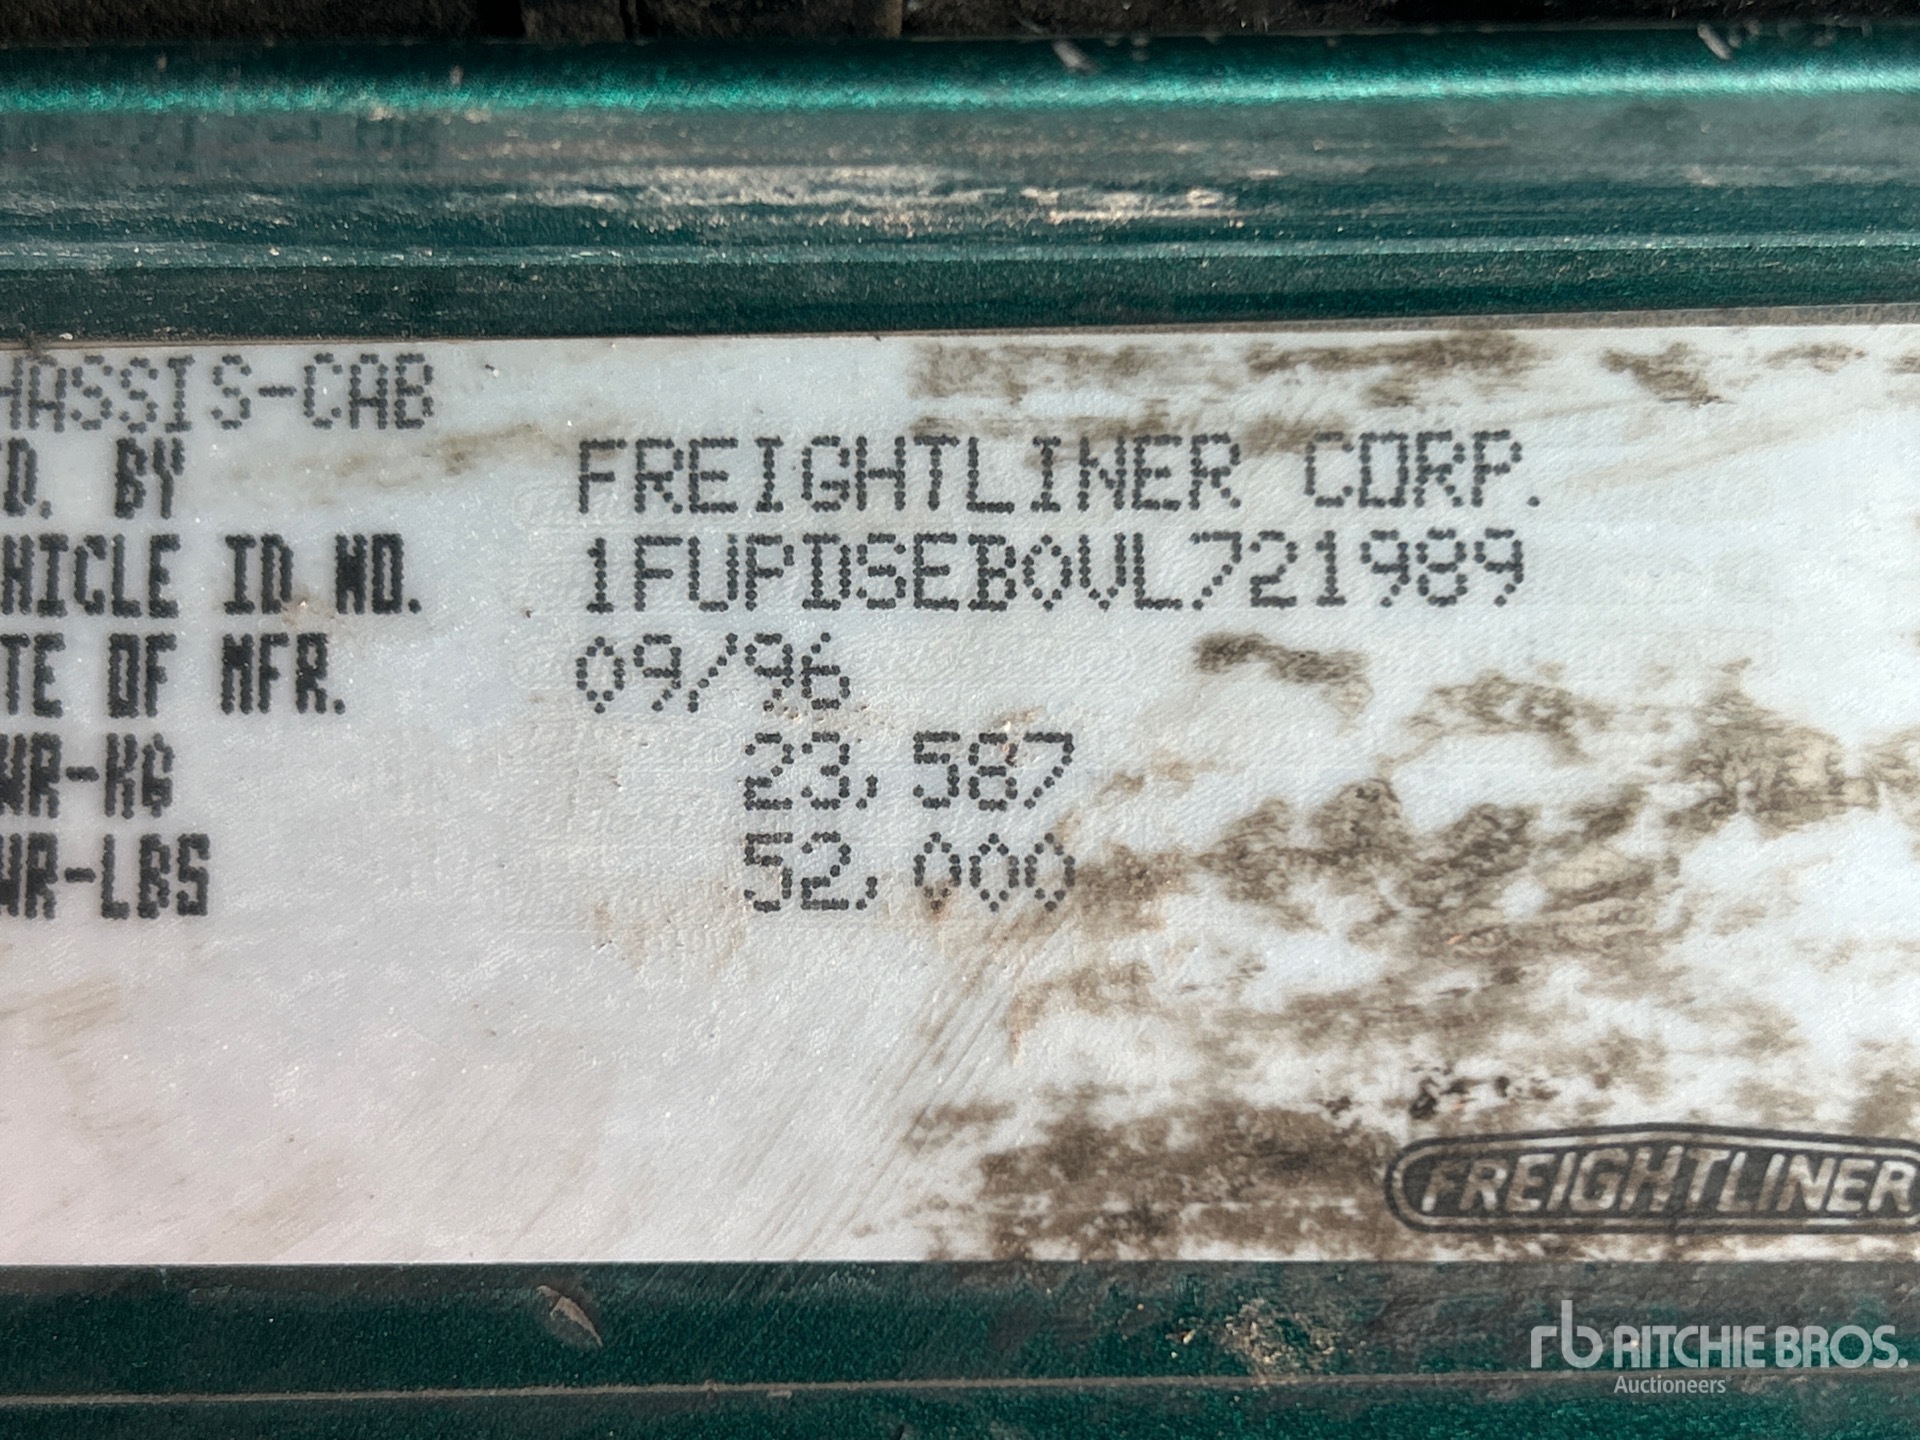 HASSIS-CAB
D. BY FREIGHTLINER CORP.
HICLE ID NO. 1FUPDSEB0VL721989
TE OF MFR. 09/96
WR-KG 23,587
WR-LBS 52,000
FREIGHTLINER
rb RITCHIE BROS.
Auctioneers